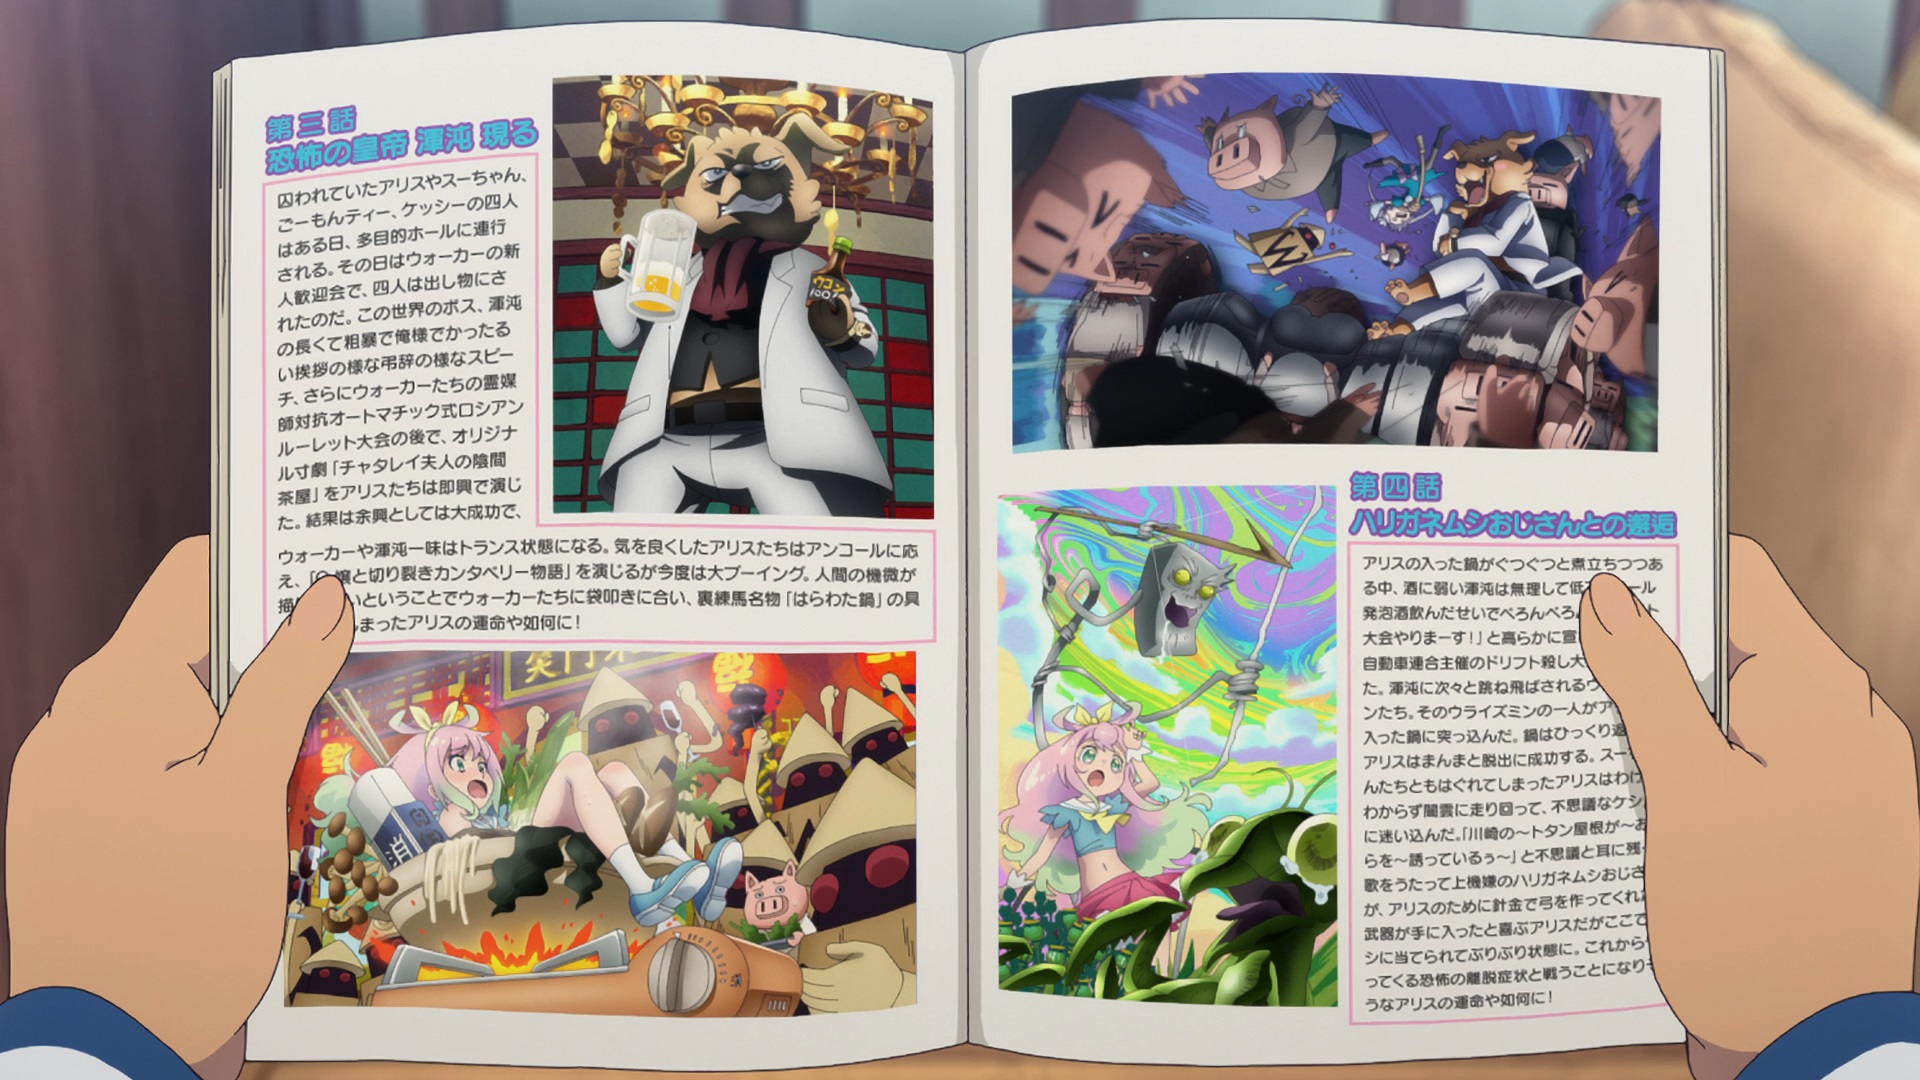 第三話
恐怖の皇帝 渾沌 現る
囚われていたアリスやスーちゃん、
ごーもんティー、ケッシーの四人
はある日、多目的ホールに連行
される。その日はウォーカーの新
人歓迎会で、四人は出し物にさ
れたのだ。この世界のボス、渾沌
の長くて粗暴で俺様でかったる
い挨拶の様な弔辞の様なスピー
チ、さらにウォーカーたちの霊媒
師対抗オートマチック式ロシアン
ルーレット大会の後で、オリジナ
ル寸劇「チャタレイ夫人の陰間
茶屋」をアリスたちは即興で演じ
た。結果は余興としては大成功で、
ウォーカーや渾沌一味はトランス状態になる。気を良くしたアリスたちはアンコールに応
え、「O嬢と切り裂きカンタベリー物語」を演じるが今度は大ブーイング。人間の機微が
描 いということでウォーカーたちに袋叩きに合い、裏練馬名物「はらわた鍋」の具
しまったアリスの運命や如何に!
ウコン
100%
W
第四話
ハリガネムシおじさんとの邂逅
アリスの入った鍋がぐつぐつと煮立ちつつあ
る中、酒に弱い渾沌は無理して低 ール
発泡酒飲んだせいでべろんべろ ト
大会やりまーす!」と高らかに宣
自動車連合主催のドリフト殺し大
た。渾沌に次々と跳ね飛ばされるウ
ンたち。そのウライズミンの一人がア
入った鍋に突っ込んだ。鍋はひっくり返
アリスはまんまと脱出に成功する。スー
んたちともはぐれてしまったアリスはわけ
わからず闇雲に走り回って、不思議なケシ
に迷い込んだ。「川崎の〜トタン屋根が〜お
らを〜誘っているぅ〜」と不思議と耳に残
歌をうたって上機嫌のハリガネムシおじさ
が、アリスのために針金で弓を作ってくれ
武器が手に入ったと喜ぶアリスだがここで
シに当てられてぶりぶり状態に。これから
ってくる恐怖の離脱症状と戦うことになり
うなアリスの運命や如何に!